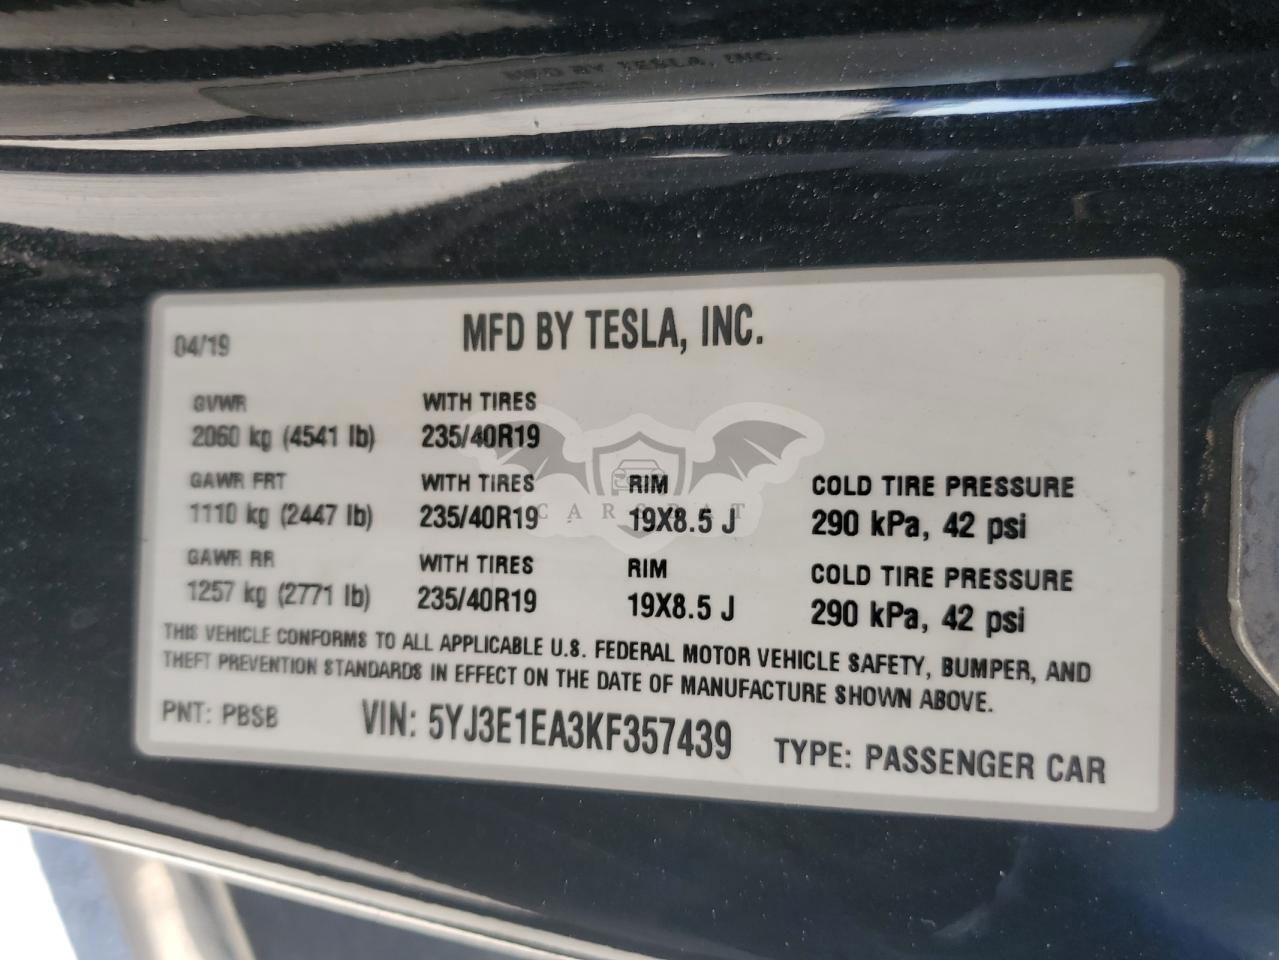 MFD BY TESLA, INC.
04/19
MFD BY TESLA, INC.
GVWR WITH TIRES
2060 kg (4541 lb) 235/40R19
GAWR FRT WITH TIRES RIM COLD TIRE PRESSURE
1110 kg (2447 lb) 235/40R19 19X8.5 J 290 kPa, 42 psi
GAWR RR WITH TIRES RIM COLD TIRE PRESSURE
1257 kg (2771 lb) 235/40R19 19X8.5 J 290 kPa, 42 psi
THIS VEHICLE CONFORMS TO ALL APPLICABLE U.S. FEDERAL MOTOR VEHICLE SAFETY, BUMPER, AND
THEFT PREVENTION STANDARDS IN EFFECT ON THE DATE OF MANUFACTURE SHOWN ABOVE.
PNT: PBSB VIN: 5YJ3E1EA3KF357439 TYPE: PASSENGER CAR